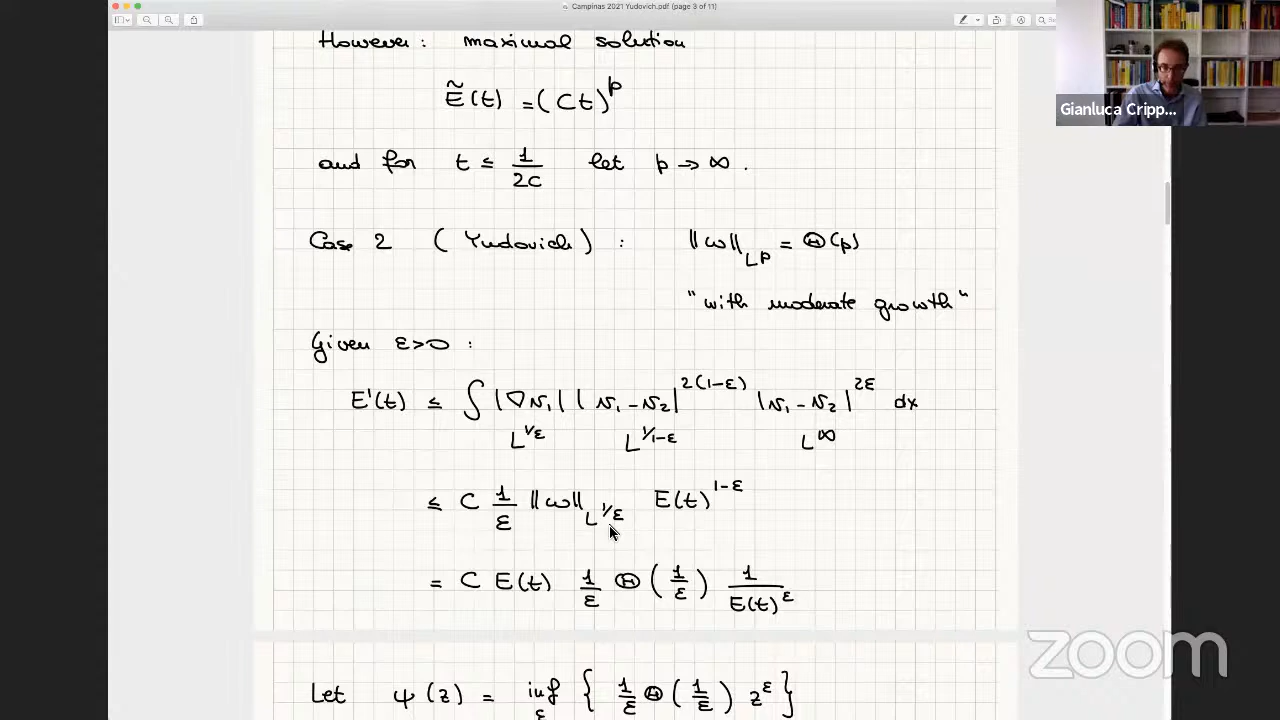 Campinas 2021 Yudovich.pdf (page 3 of 11)
However: maximal solution
Ẽ(t) = (Ct)^p
and for t ≤ 1/2C let p → ∞.
Case 2 (Yudovich): ‖ω‖_{L^p} = Θ(p)
"with moderate growth"
Given ε>0:
E'(t) ≤ ∫ |∇v₁| |v₁-v₂|^{2(1-ε)} |v₁-v₂|^{2ε} dx
L^{1/ε} L^{1/1-ε} L^∞
≤ C 1/ε ‖ω‖_{L^{1/ε}} E(t)^{1-ε}
= C E(t) 1/ε Θ(1/ε) 1/E(t)^ε
Let ψ(z) = inf_ε { 1/ε Θ(1/ε) z^ε }
Gianluca Cripp...
zoom